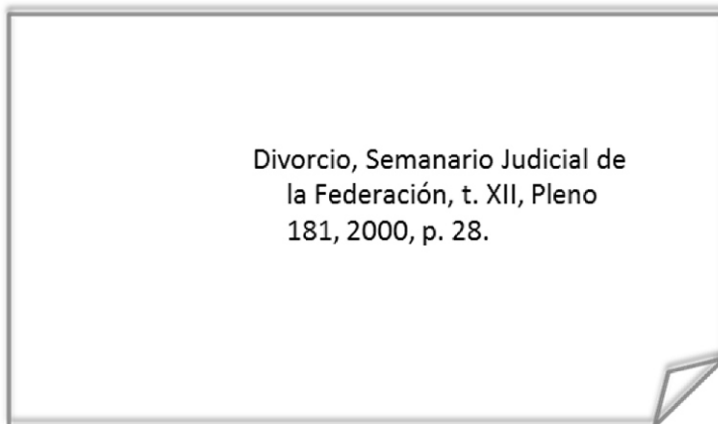 Divorcio, Semanario Judicial de
la Federación, t. XII, Pleno
181, 2000, p. 28.